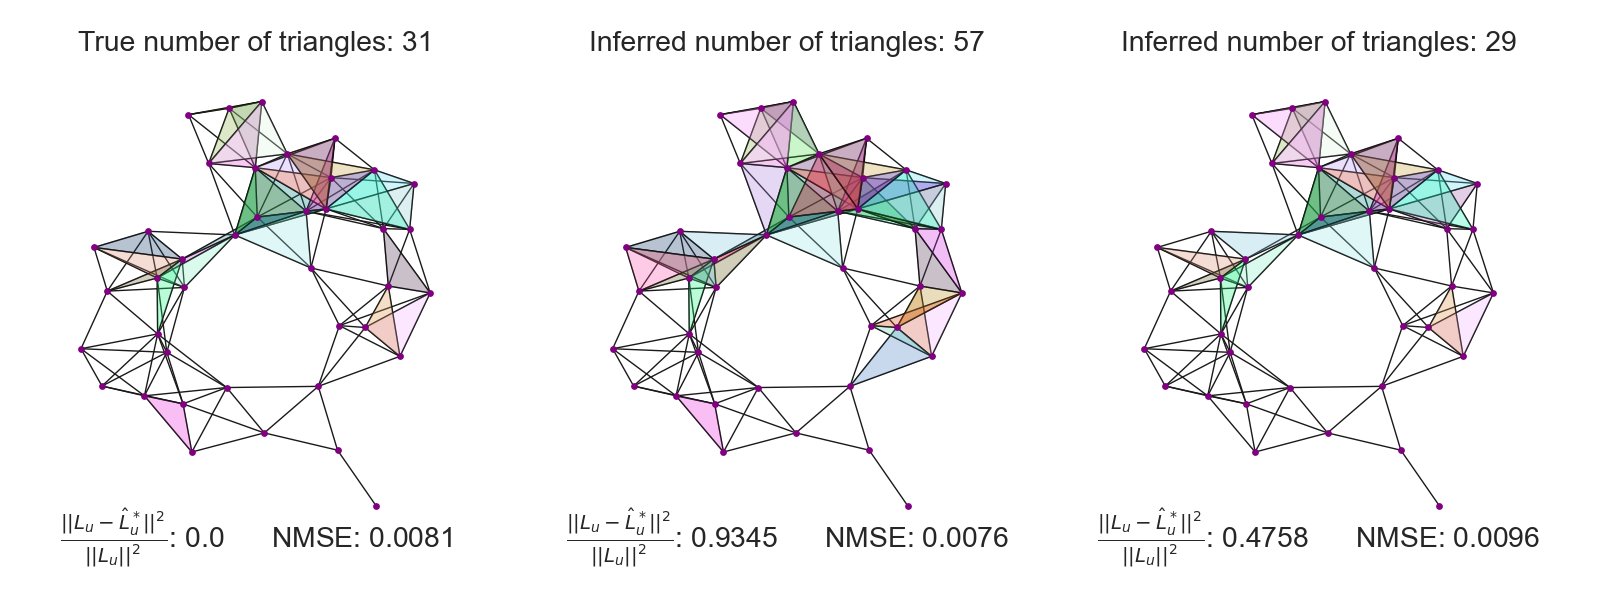 True number of triangles: 31
Inferred number of triangles: 57
Inferred number of triangles: 29
$\frac{||L_u - \hat{L}_u^*||^2}{||L_u||^2}$: 0.0 NMSE: 0.0081
$\frac{||L_u - \hat{L}_u^*||^2}{||L_u||^2}$: 0.9345 NMSE: 0.0076
$\frac{||L_u - \hat{L}_u^*||^2}{||L_u||^2}$: 0.4758 NMSE: 0.0096